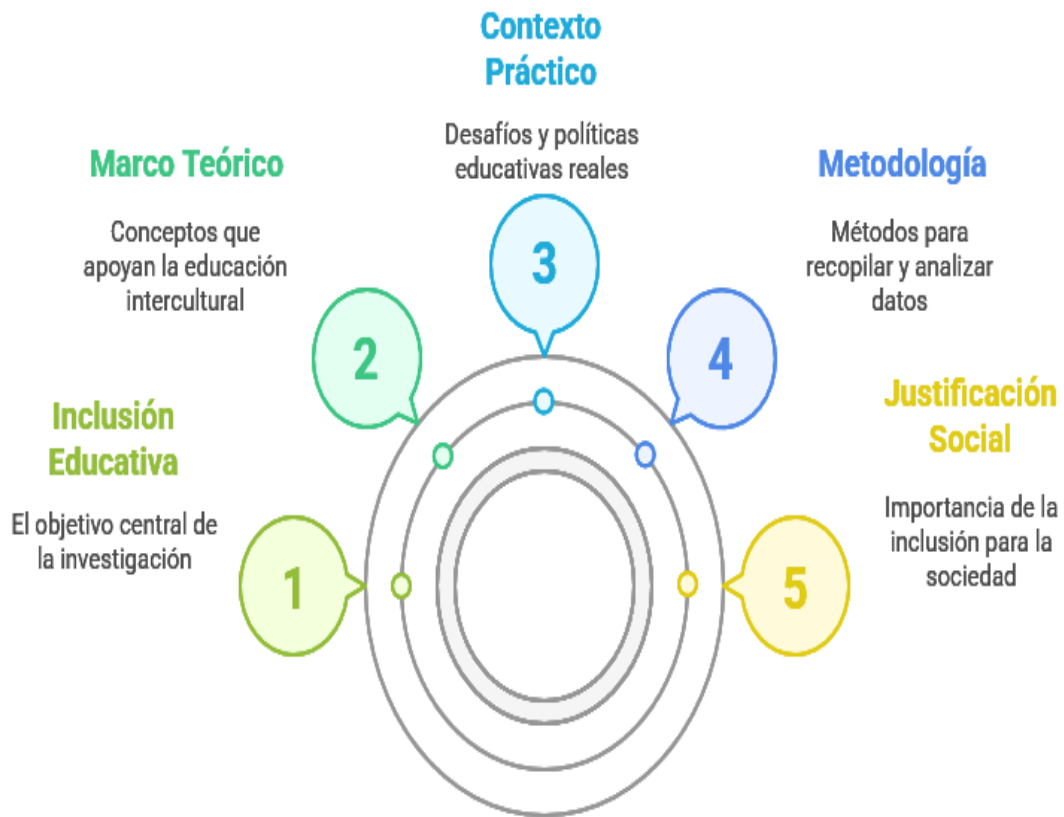 Inclusión
Educativa
El objetivo central de
la investigación
1
Marco Teórico
Conceptos que
apoyan la educación
intercultural
2
Contexto
Práctico
Desafíos y políticas
educativas reales
3
Metodología
Métodos para
recopilar y analizar
datos
4
Justificación
Social
Importancia de la
inclusión para la
sociedad
5